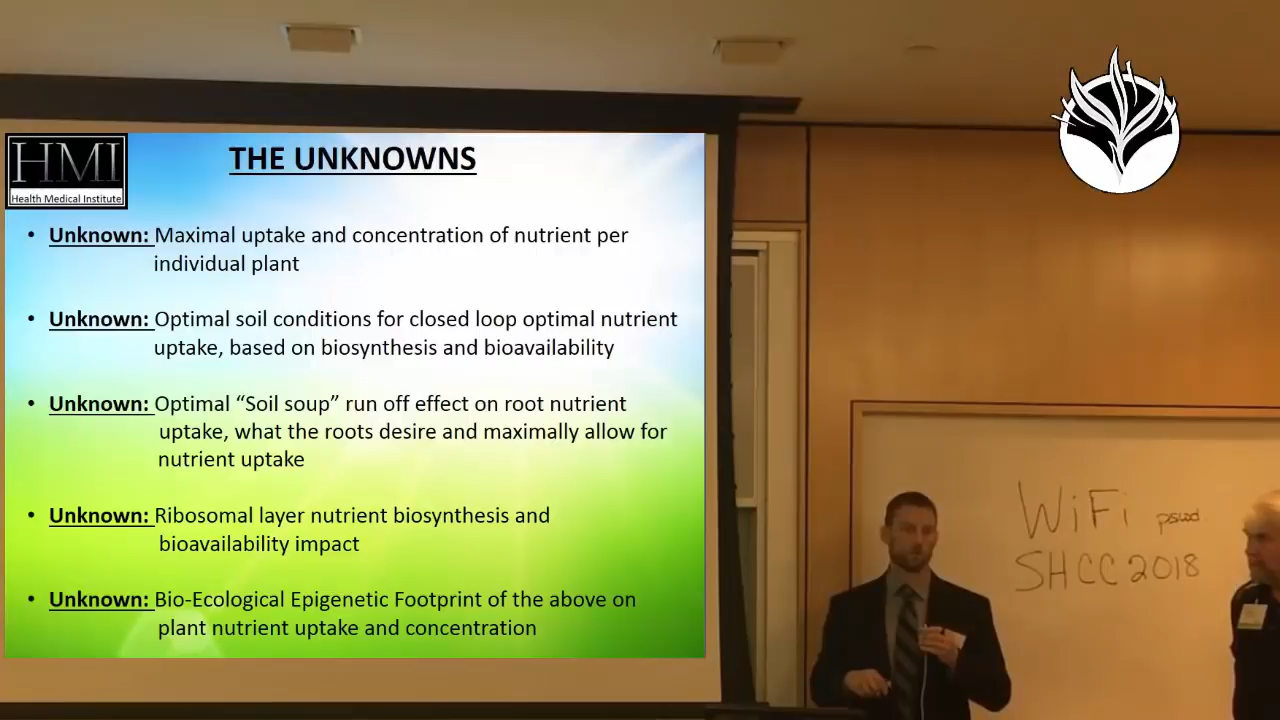 HMI
Health Medical Institute
THE UNKNOWNS
• Unknown: Maximal uptake and concentration of nutrient per
individual plant
• Unknown: Optimal soil conditions for closed loop optimal nutrient
uptake, based on biosynthesis and bioavailability
• Unknown: Optimal “Soil soup” run off effect on root nutrient
uptake, what the roots desire and maximally allow for
nutrient uptake
• Unknown: Ribosomal layer nutrient biosynthesis and
bioavailability impact
• Unknown: Bio-Ecological Epigenetic Footprint of the above on
plant nutrient uptake and concentration
WiFi pswd
SHCC2018